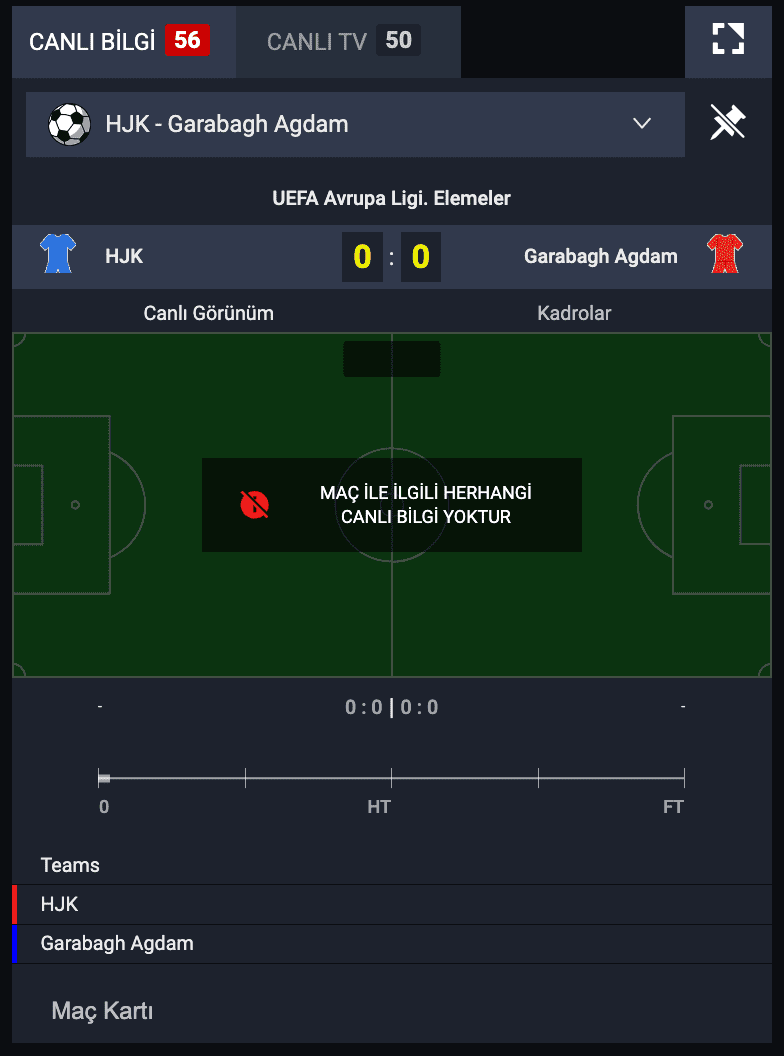 CANLI BİLGİ 56 CANLI TV 50
HJK - Garabagh Agdam
UEFA Avrupa Ligi. Elemeler
HJK 0 : 0 Garabagh Agdam
Canlı Görünüm Kadrolar
MAÇ İLE İLGİLİ HERHANGİ
CANLI BİLGİ YOKTUR
- 0 : 0 | 0 : 0 -
0 HT FT
Teams
HJK
Garabagh Agdam
Maç Kartı